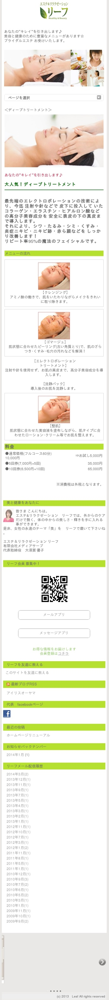 エステ&リラクゼーション
リーフ
Healthy & Beauty
あなたの"キレイ"を引き出します♪
美容と健康のために豊富なメニューがあります☆
ブライダルエステ お受けいたします。
ページを選択
＜ディープトリートメント＞
あなたの"キレイ"を引き出します♪
大人気！ディープトリートメント
最先端のエレクトロポレーションの技術によ
り、今迄 注射や針などで 皮下に投入して いた
コラーゲン・エラスチン・ヒアルロン酸など
の高分子美容成分を 安全に表皮の下の真皮ま
で導入します。
それにより、シワ・たるみ・シミ・くすみ・
炎症ニキビ・ニキビ跡・赤ら顔などを しっか
り改善します！
リピート率95%の魔法のフェイシャルです。
メニューの流れ
【クレンジング】
アミノ酸の働きで、肌をいたわりながらメイクをきれい
に取り除きます。
【ゴマージュ】
肌状態に合わせたピーリング(古い角質とり)で、肌のざら
つき･くすみ･毛穴の汚れなどを解消！
【エレクトロポレーション
トリートメント】
注射や針を使用せず、お肌の真皮まで、高分子美容成分を導
入します。
【沈静パック】
導入後のお肌を沈静します。
【整肌】
肌状態に合わせた美容液を塗布しながら、肌タイプに合
わせたローション･クリーム等でお肌を整えます。
料金
●通常価格(フルコース60分)
10,000円
⇒お試し5,000円
●5回券(7,000円×5回) 35,000円
●10回券(6,500円×10回) 65,000円
※消費税は外税となります。
美と健康をあなたに
皆さま こんにちは。
エステ&リラクゼーション　リーフでは、外からのケア
だけで無く、体の中からの美しさ・輝きを手に入れる
事ができます。
是非、女性の永遠のテーマ「美」を　リーフで磨いて下さいね
。
エステ＆リラクゼーション リーフ
有限会社メディアサーブ
代表取締役　大須賀 優子
リーフ会員 募集中！
メールアプリ
メッセージアプリ
お得な情報をお届けします
会員登録はコチラ
リーフを友達に教える
このサイトを友達に教える
最新ブログRSS
アイリスオーヤマ
代表　facebookページ
最近の投稿
ホームページリニューアル
お知らせバックナンバー
2014年1月 (1)
リーフメール配信履歴
2014年3月(2)
2013年12月(1)
2013年11月(1)
2013年9月(1)
2013年7月(1)
2013年5月(1)
2013年4月(1)
2013年3月(1)
2013年2月(1)
2013年1月(1)
2012年11月(1)
2012年10月(1)
2012年7月(1)
2012年3月(1)
2012年1月(2)
2011年11月(1)
2011年8月(1)
2011年5月(1)
2011年1月(1)
2010年12月(1)
2010年9月(3)
2010年7月(2)
2010年6月(1)
2010年5月(2)
2010年3月(1)
2010年1月(1)
2009年11月(1)
2009年10月(1)
2009年9月(2)
(c) 2013　Leaf All rights reserved